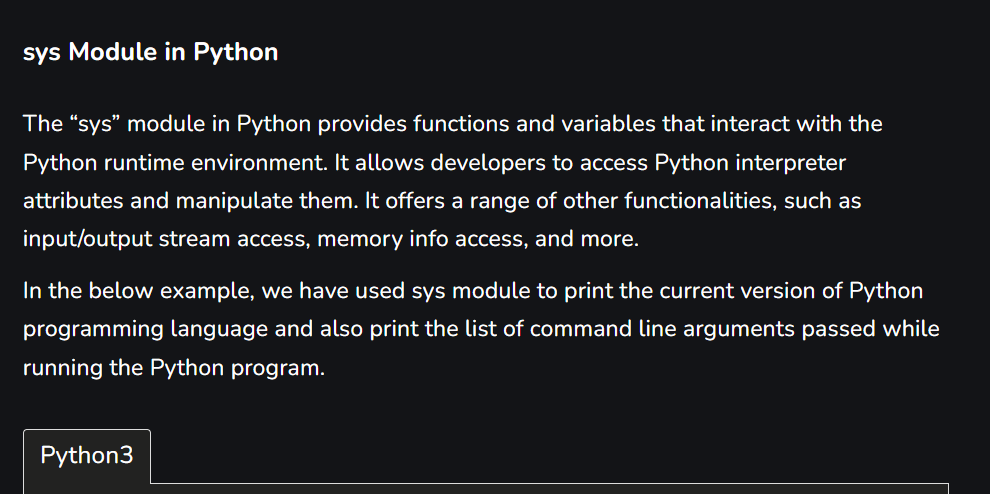 sys Module in Python
The “sys” module in Python provides functions and variables that interact with the
Python runtime environment. It allows developers to access Python interpreter
attributes and manipulate them. It offers a range of other functionalities, such as
input/output stream access, memory info access, and more.
In the below example, we have used sys module to print the current version of Python
programming language and also print the list of command line arguments passed while
running the Python program.
Python3